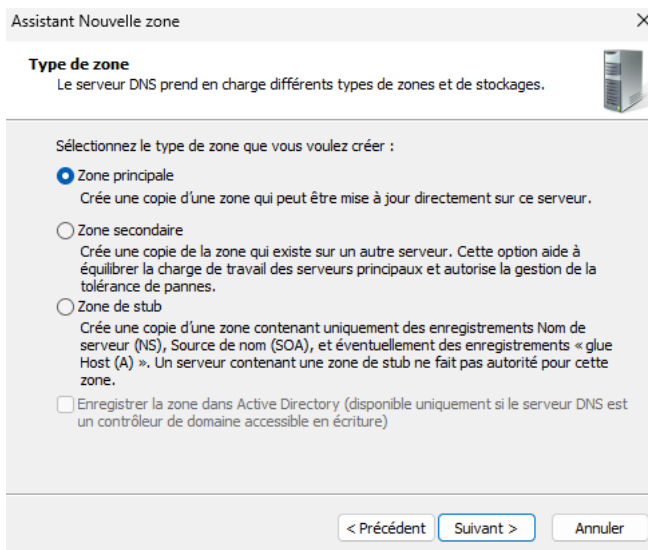 Assistant Nouvelle zone
Type de zone
Le serveur DNS prend en charge différents types de zones et de stockages.
Sélectionnez le type de zone que vous voulez créer :
Zone principale
Crée une copie d'une zone qui peut être mise à jour directement sur ce serveur.
Zone secondaire
Crée une copie de la zone qui existe sur un autre serveur. Cette option aide à
équilibrer la charge de travail des serveurs principaux et autorise la gestion de la
tolérance de pannes.
Zone de stub
Crée une copie d'une zone contenant uniquement des enregistrements Nom de
serveur (NS), Source de nom (SOA), et éventuellement des enregistrements « glue
Host (A) ». Un serveur contenant une zone de stub ne fait pas autorité pour cette
zone.
Enregistrer la zone dans Active Directory (disponible uniquement si le serveur DNS est
un contrôleur de domaine accessible en écriture)
< Précédent Suivant > Annuler